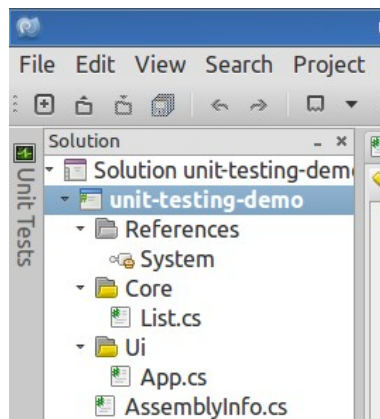 File Edit View Search Project
Solution
Solution unit-testing-dem
unit-testing-demo
References
System
Core
List.cs
Ui
App.cs
AssemblyInfo.cs
Unit Tests